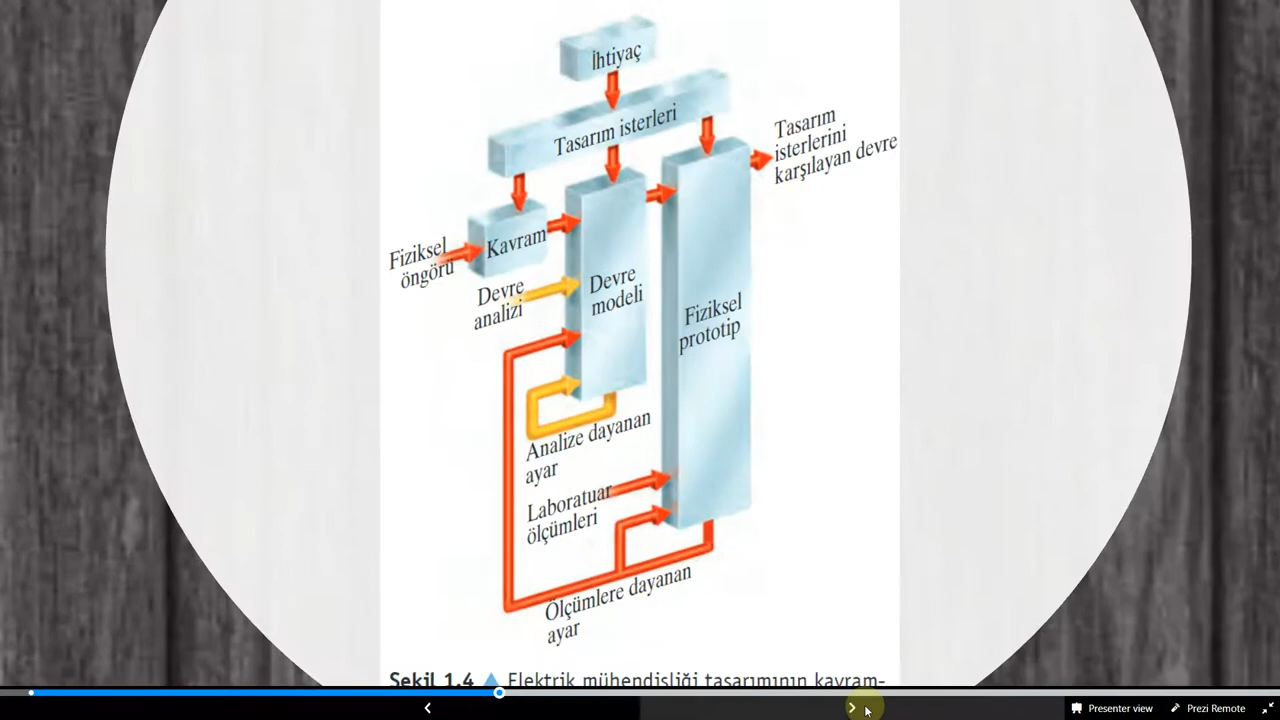 İhtiyaç
Tasarım isterleri
Tasarım
isterlerini
karşılayan devre
Fiziksel
öngörü
Kavram
Devre
analizi
Devre
modeli
Fiziksel
prototip
Analize dayanan
ayar
Laboratuar
ölçümleri
Ölçümlere dayanan
ayar
Şekil 1.4 ▲ Elektrik mühendisliği tasarımının kavram-
Presenter view
Prezi Remote